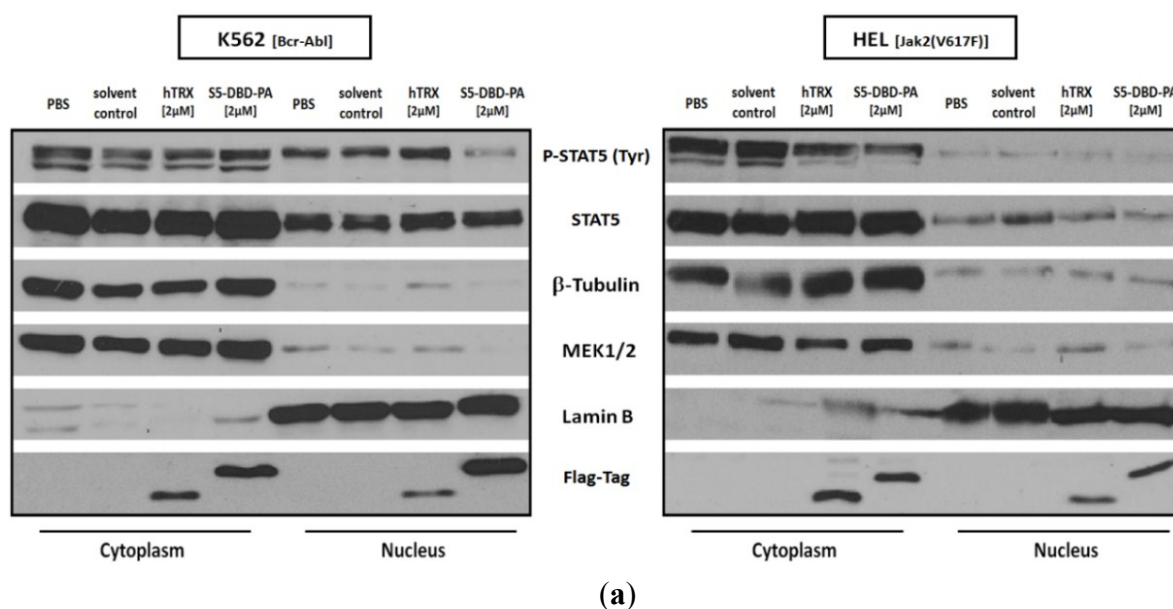 K562 [Bcr-Abl]
HEL [Jak2(V617F)]
PBS solvent control hTRX [2µM] S5-DBD-PA [2µM] PBS solvent control hTRX [2µM] S5-DBD-PA [2µM]
PBS solvent control hTRX [2µM] S5-DBD-PA [2µM] PBS solvent control hTRX [2µM] S5-DBD-PA [2µM]
P-STAT5 (Tyr)
STAT5
β-Tubulin
MEK1/2
Lamin B
Flag-Tag
Cytoplasm Nucleus
Cytoplasm Nucleus
(a)